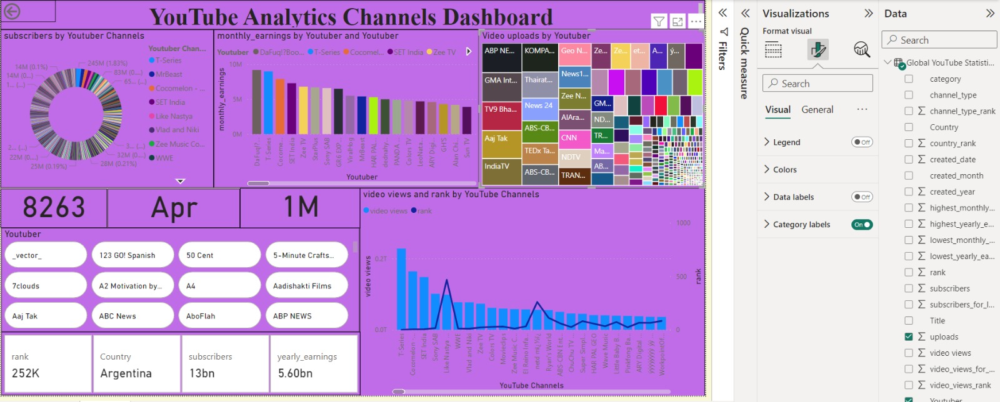 YouTube Analytics Channels Dashboard
subscribers by Youtuber Channels
Youtuber Chan...
T-Series
MrBeast
Cocomelon - ...
SET India
Like Nastya
Vlad and Niki
Zee Music Co...
WWE
14M (0.1%)
14M (0...)
1... (...)
245M (1.83%)
83M (0....)
65... (...)
2... (...)
22M (0....)
25M (0.19%)
3... (...)
32M (0....)
28M (0.21%)
monthly_earnings by Youtuber and Youtuber
Youtuber DaFuq!?Boo... T-Series Cocomel... SET India Zee TV
monthly_earnings
10M
5M
0M
DaFuq!?...
T-Series
Cocome...
SET India
Zee TV
StarPlus
Sony SAB
GR6 EXP...
ViralHog
MrBeast
HAR PAL...
dednahy...
PANDA ...
Colors TV
LeoNata...
ARY Digi...
GH'S
Alan Chi...
Sun TV
Youtuber
Video uploads by Youtuber
ABP NE...
GMA Int...
TV9 Bha...
Aaj Tak
IndiaTV
KOMPA...
Thairat...
News 24
ABS-CB...
TEDx Ta...
ABS-CB...
Geo N...
News1...
Zee N...
AlAra...
CNN
NDTV
TRAN...
Ze...
Ze...
et...
A...
ý...
GM...
ND...
TR...
Ma...
AB...
8263
Apr
1M
Youtuber
_vector_
123 GO! Spanish
50 Cent
5-Minute Crafts...
7clouds
A2 Motivation by...
A4
Aadishakti Films
Aaj Tak
ABC News
AboFlah
ABP NEWS
rank
252K
Country
Argentina
subscribers
13bn
yearly_earnings
5.60bn
video views and rank by YouTube Channels
video views rank
video views
0.2T
0.0T
1000
500
0
rank
T-Series
Cocomelon -...
SET India
Sony SAB
Like Nastya ...
WWE
Vlad and Niki
Zee TV
Colors TV
Movieclips
Zee Music C...
El Reino Infa...
Ryan's World
ABS-CBN Ent...
ChuChu TV ...
Super Simpl...
HAR PAL GEO
Wave Music
Little Baby B...
Pinkfong Ba...
ARY Digital ...
WorkpointOf...
YouTube Channels
Filters
Quick measure
Visualizations
Format visual
Search
Visual
General
...
Legend
Off
Colors
Data labels
Off
Category labels
On
Data
Search
Global YouTube Statisti...
category
channel_type
channel_type_rank
Country
country_rank
created_date
created_month
created_year
highest_monthly...
highest_yearly_e...
lowest_monthly_...
lowest_yearly_ea...
rank
subscribers
subscribers_for_l...
Title
uploads
video views
video_views_for_...
video_views_rank
Youtuber